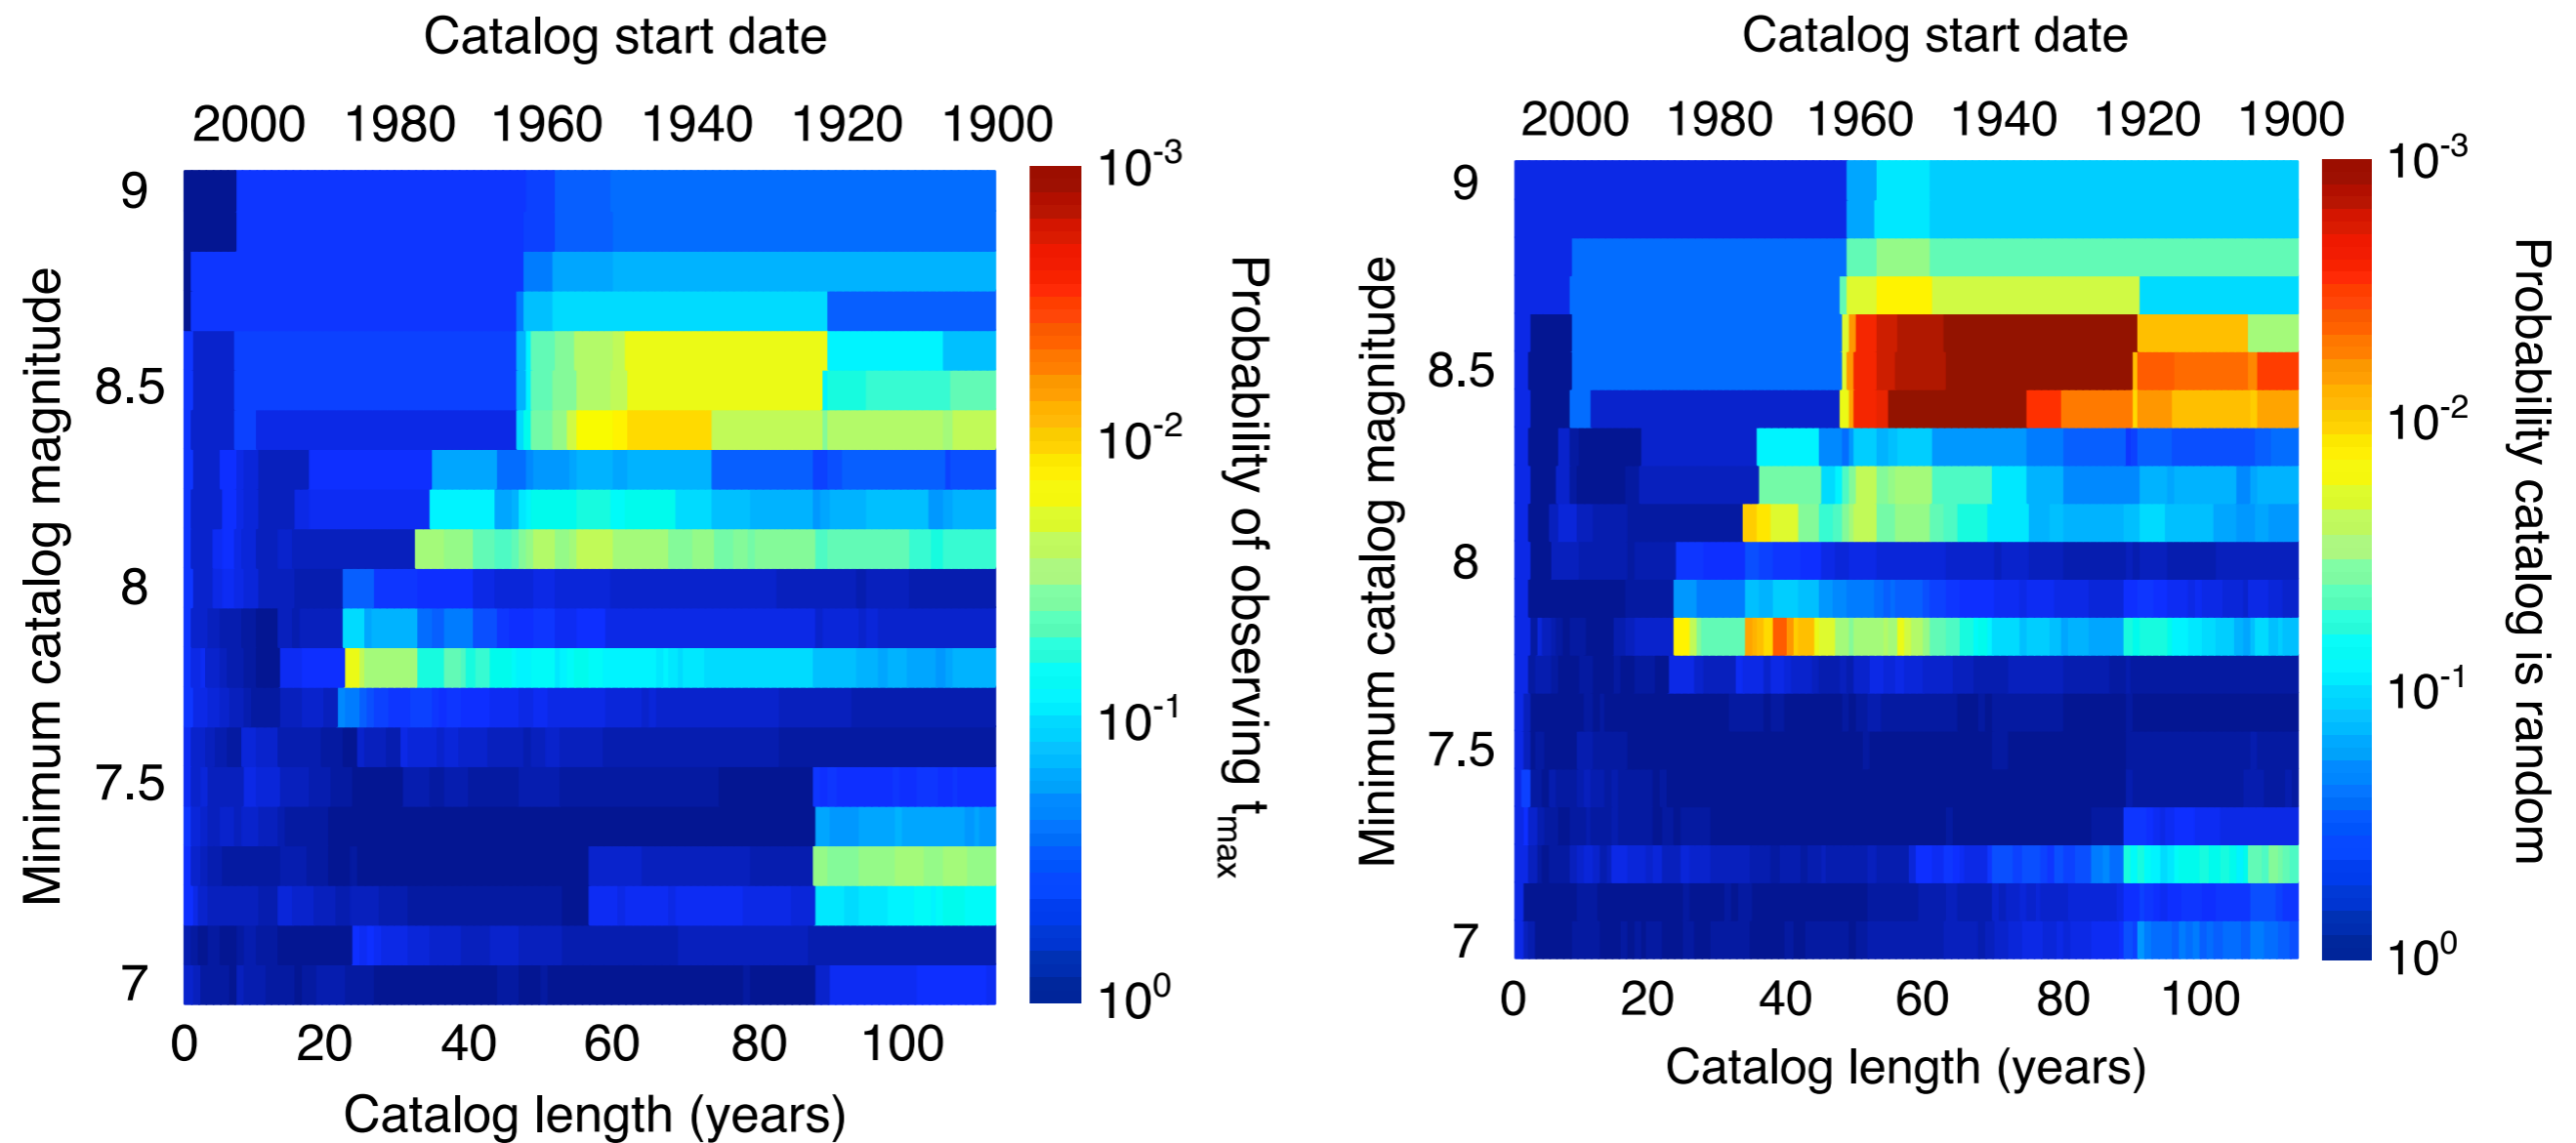 Catalog start date
2000 1980 1960 1940 1920 1900
9
8.5
8
7.5
7
Minimum catalog magnitude
0 20 40 60 80 100
Catalog length (years)
10-3
10-2
10-1
100
Probability of observing tmax
Catalog start date
2000 1980 1960 1940 1920 1900
9
8.5
8
7.5
7
Minimum catalog magnitude
0 20 40 60 80 100
Catalog length (years)
10-3
10-2
10-1
100
Probability catalog is random